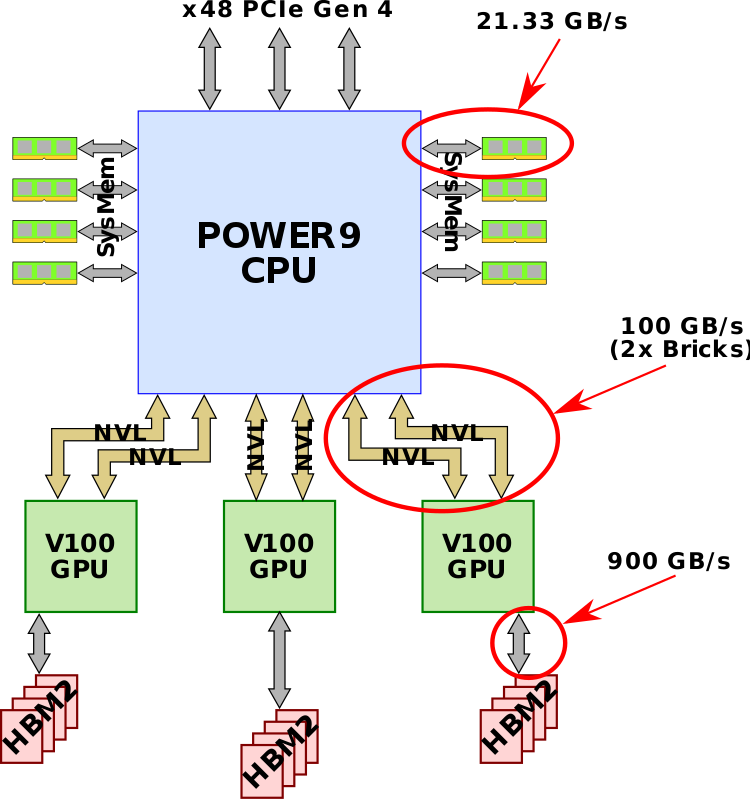 x48 PCIe Gen 4
21.33 GB/s
SysMem
SysMem
POWER9
CPU
100 GB/s
(2x Bricks)
NVL
NVL
NVL
NVL
NVL
NVL
V100
GPU
V100
GPU
V100
GPU
900 GB/s
HBM2
HBM2
HBM2